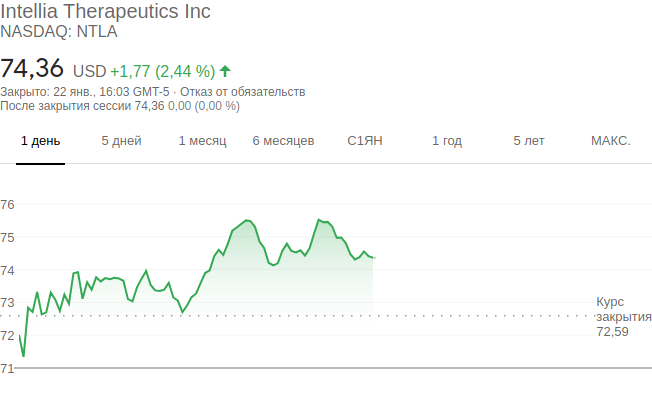 Intellia Therapeutics Inc
NASDAQ: NTLA
74,36 USD +1,77 (2,44 %)
Закрыто: 22 янв., 16:03 GMT-5 · Отказ от обязательств
После закрытия сессии 74,36 0,00 (0,00 %)
1 день 5 дней 1 месяц 6 месяцев С1ЯН 1 год 5 лет МАКС.
76
75
74
73
72
71
Курс
закрытия
72,59